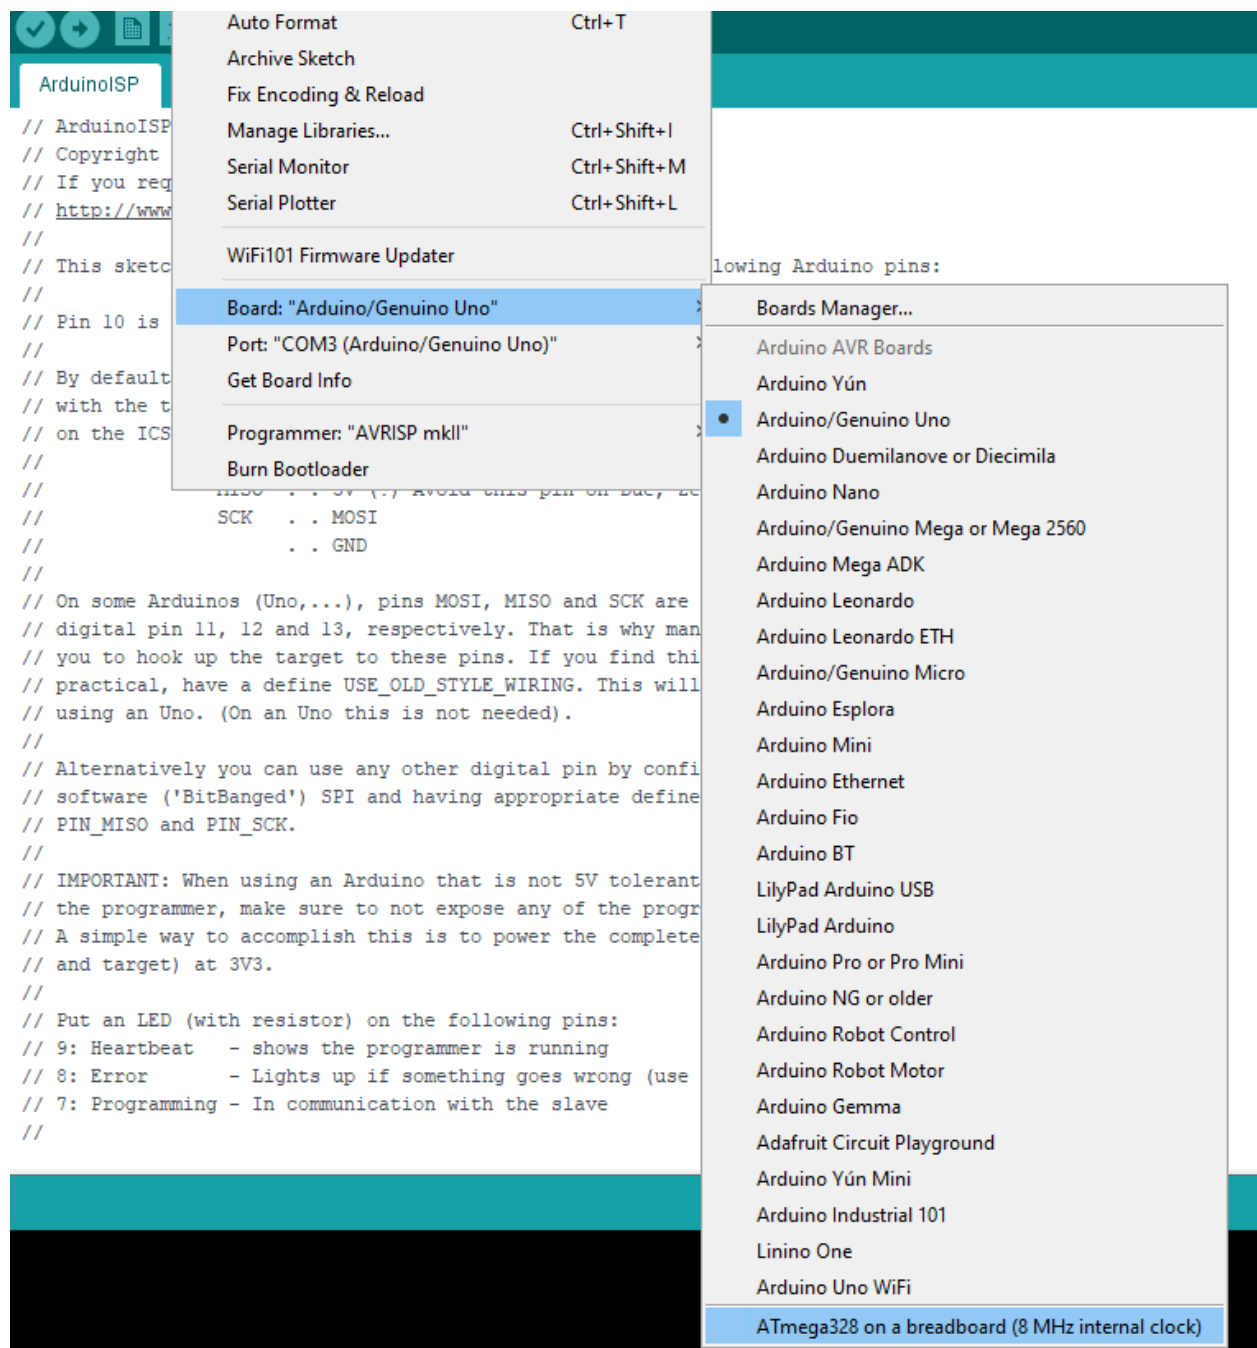 Auto Format Ctrl+T
Archive Sketch
Fix Encoding & Reload
Manage Libraries... Ctrl+Shift+I
Serial Monitor Ctrl+Shift+M
Serial Plotter Ctrl+Shift+L
WiFi101 Firmware Updater
Board: "Arduino/Genuino Uno"
Port: "COM3 (Arduino/Genuino Uno)"
Get Board Info
Programmer: "AVRISP mkII"
Burn Bootloader
Boards Manager...
Arduino AVR Boards
Arduino Yún
Arduino/Genuino Uno
Arduino Duemilanove or Diecimila
Arduino Nano
Arduino/Genuino Mega or Mega 2560
Arduino Mega ADK
Arduino Leonardo
Arduino Leonardo ETH
Arduino/Genuino Micro
Arduino Esplora
Arduino Mini
Arduino Ethernet
Arduino Fio
Arduino BT
LilyPad Arduino USB
LilyPad Arduino
Arduino Pro or Pro Mini
Arduino NG or older
Arduino Robot Control
Arduino Robot Motor
Arduino Gemma
Adafruit Circuit Playground
Arduino Yún Mini
Arduino Industrial 101
Linino One
Arduino Uno WiFi
ATmega328 on a breadboard (8 MHz internal clock)
ArduinoISP
// ArduinoISP
// Copyright
// If you req
// http://www
//
// This sketc lowing Arduino pins:
//
// Pin 10 is
//
// By default
// with the t
// on the ICS
//
// MISO . . 5V (!) Avoid this pin on Due, Ze
// SCK . . MOSI
// . . GND
//
// On some Arduinos (Uno,...), pins MOSI, MISO and SCK are
// digital pin 11, 12 and 13, respectively. That is why man
// you to hook up the target to these pins. If you find thi
// practical, have a define USE_OLD_STYLE_WIRING. This will
// using an Uno. (On an Uno this is not needed).
//
// Alternatively you can use any other digital pin by confi
// software ('BitBanged') SPI and having appropriate define
// PIN_MISO and PIN_SCK.
//
// IMPORTANT: When using an Arduino that is not 5V tolerant
// the programmer, make sure to not expose any of the progr
// A simple way to accomplish this is to power the complete
// and target) at 3V3.
//
// Put an LED (with resistor) on the following pins:
// 9: Heartbeat - shows the programmer is running
// 8: Error - Lights up if something goes wrong (use
// 7: Programming - In communication with the slave
//